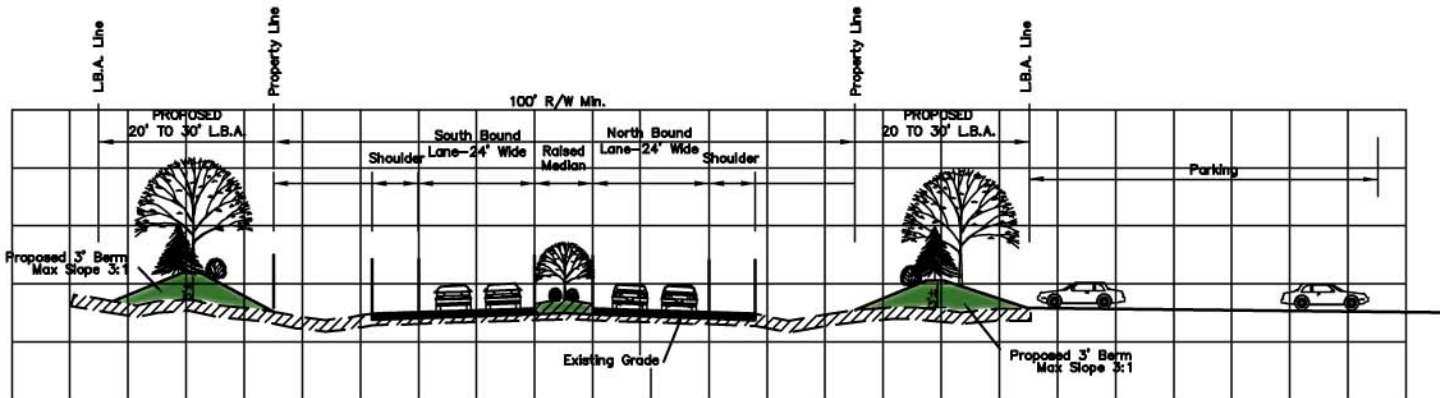 L.B.A. Line
Property Line
Property Line
L.B.A. Line
100' R/W Min.
PROPOSED
20' TO 30' L.B.A.
South Bound
Lane-24' Wide
Raised
Median
North Bound
Lane-24' Wide
PROPOSED
20 TO 30' L.B.A.
Shoulder
Shoulder
Parking
Proposed 3' Berm
Max Slope 3:1
Existing Grade
Proposed 3' Berm
Max Slope 3:1